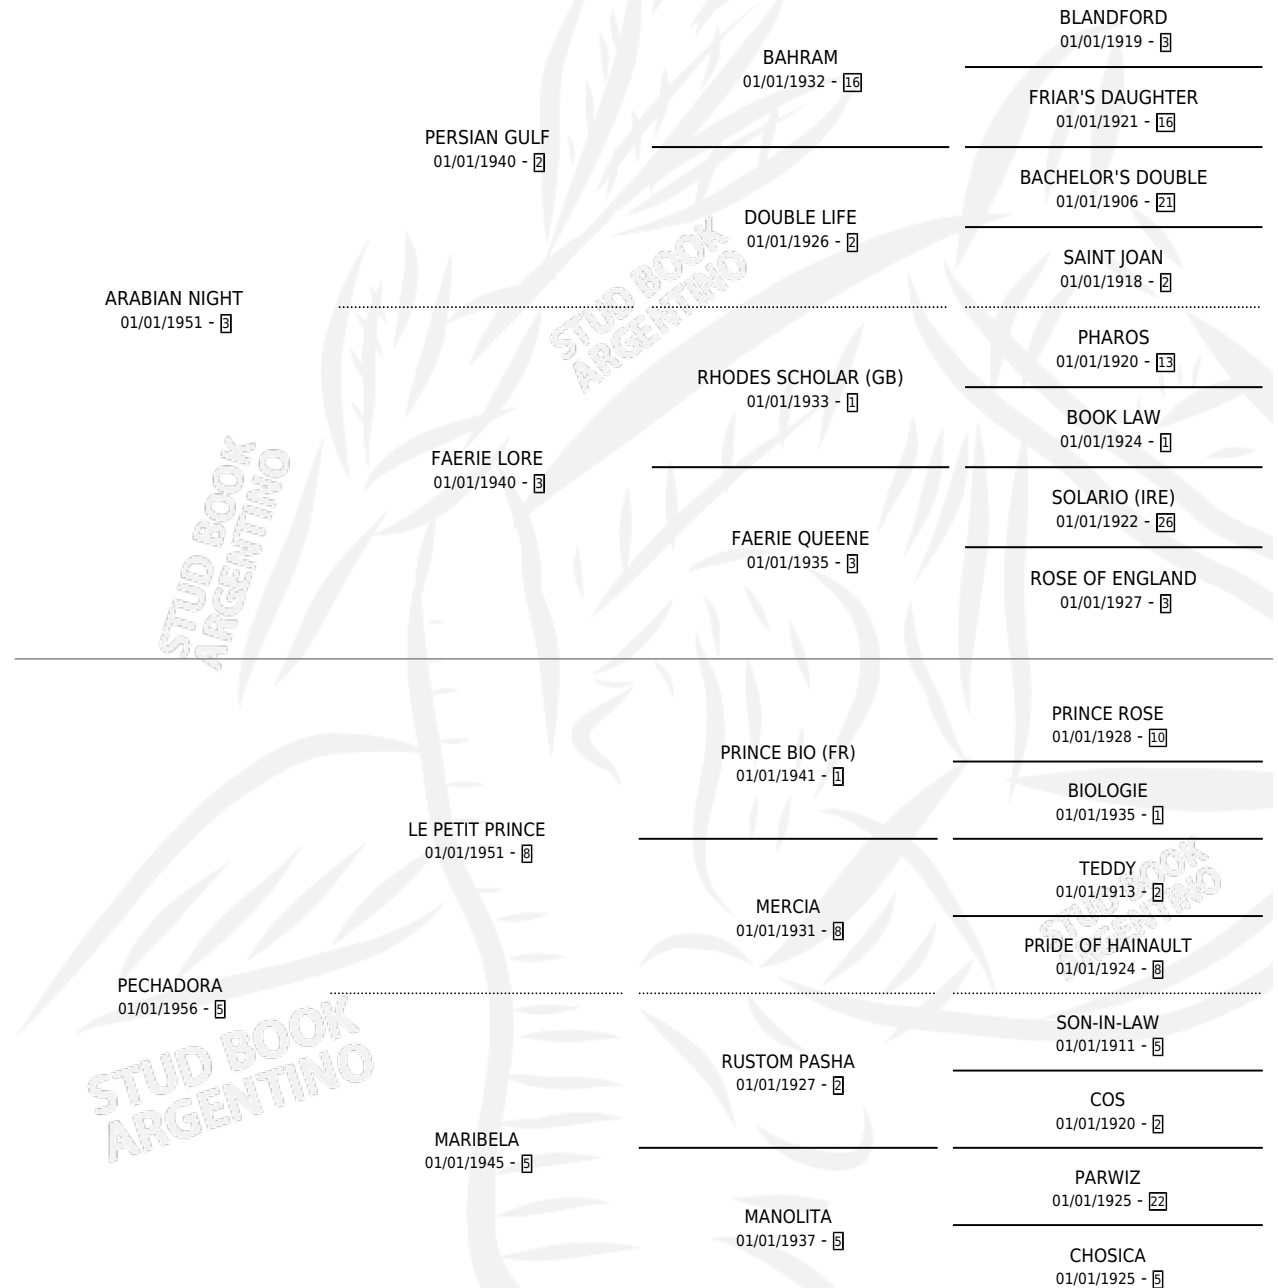 BLANDFORD
01/01/1919 - 3
BAHRAM
01/01/1932 - 16
FRIAR'S DAUGHTER
01/01/1921 - 16
PERSIAN GULF
01/01/1940 - 2
BACHELOR'S DOUBLE
01/01/1906 - 21
DOUBLE LIFE
01/01/1926 - 2
SAINT JOAN
01/01/1918 - 2
ARABIAN NIGHT
01/01/1951 - 3
PHAROS
01/01/1920 - 13
RHODES SCHOLAR (GB)
01/01/1933 - 1
BOOK LAW
01/01/1924 - 1
FAERIE LORE
01/01/1940 - 3
SOLARIO (IRE)
01/01/1922 - 26
FAERIE QUEENE
01/01/1935 - 3
ROSE OF ENGLAND
01/01/1927 - 3
PRINCE ROSE
01/01/1928 - 10
PRINCE BIO (FR)
01/01/1941 - 1
BIOLOGIE
01/01/1935 - 1
LE PETIT PRINCE
01/01/1951 - 8
TEDDY
01/01/1913 - 2
MERCIA
01/01/1931 - 8
PRIDE OF HAINAULT
01/01/1924 - 8
PECHADORA
01/01/1956 - 5
SON-IN-LAW
01/01/1911 - 5
RUSTOM PASHA
01/01/1927 - 2
COS
01/01/1920 - 2
MARIBELA
01/01/1945 - 5
PARWIZ
01/01/1925 - 22
MANOLITA
01/01/1937 - 5
CHOSICA
01/01/1925 - 5
STUD BOOK
ARGENTINO
STUD BOOK
ARGENTINO
STUD BOOK
ARGENTINO
STUD BOOK
ARGENTINO